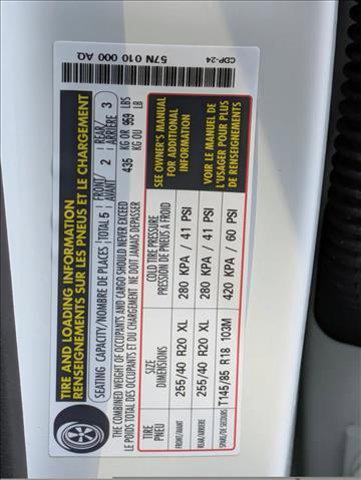 CDP-24
57N 010 000 AQ
TIRE AND LOADING INFORMATION
RENSEIGNEMENTS SUR LES PNEUS ET LE CHARGEMENT
SEATING CAPACITY/NOMBRE DE PLACES TOTAL 5 FRONT/AVANT 2 REAR/ARRIÈRE 3
THE COMBINED WEIGHT OF OCCUPANTS AND CARGO SHOULD NEVER EXCEED 435 KG OR 959 LBS
LE POIDS TOTAL DES OCCUPANTS ET DU CHARGEMENT NE DOIT JAMAIS DÉPASSER KG OU LB
TIRE SIZE COLD TIRE PRESSURE
PNEU DIMENSIONS PRESSION DE PNEUS À FROID
FRONT/AVANT 255/40 R20 XL 280 KPA / 41 PSI
REAR/ARRIÈRE 255/40 R20 XL 280 KPA / 41 PSI
SPARE/DE SECOURS T145/85 R18 103M 420 KPA / 60 PSI
SEE OWNER'S MANUAL
FOR ADDITIONAL
INFORMATION
VOIR LE MANUEL DE
L'USAGER POUR PLUS
DE RENSEIGNEMENTS